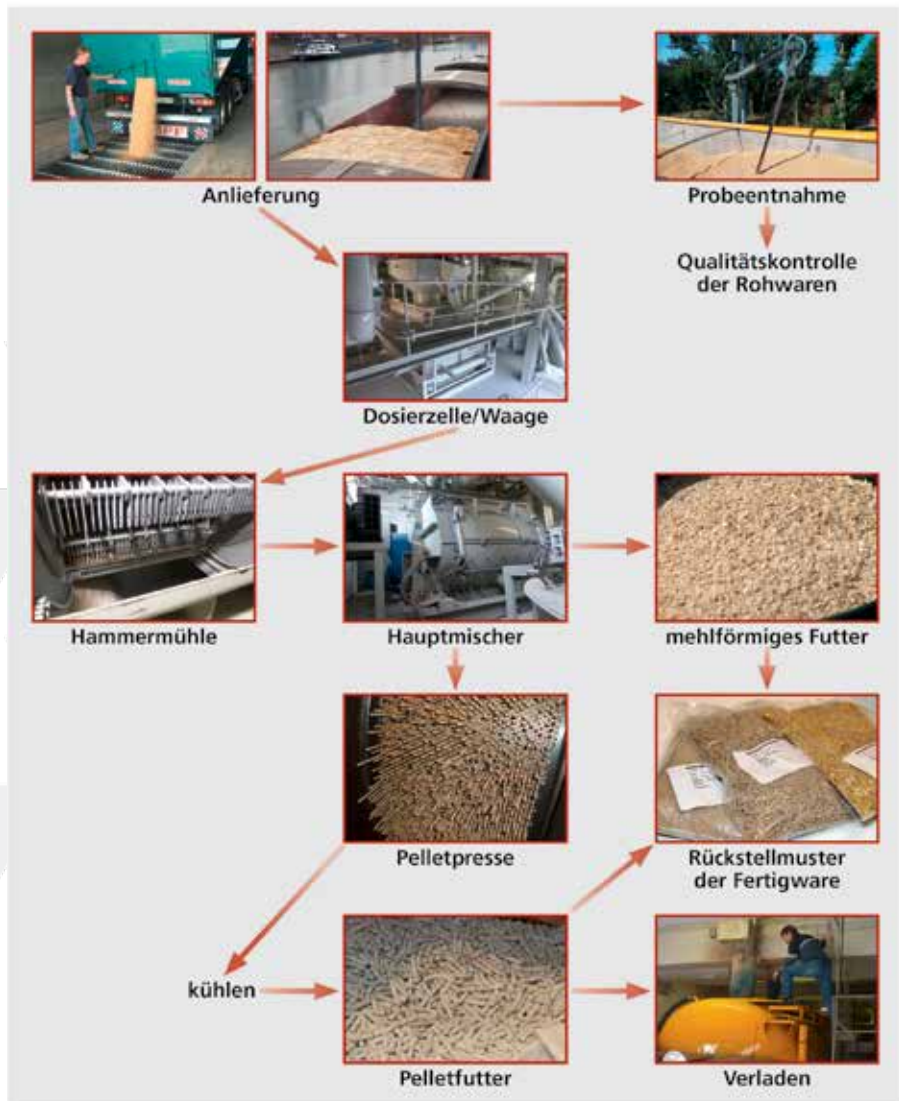 Anlieferung
Probeentnahme
Qualitätskontrolle
der Rohwaren
Dosierzelle/Waage
Hammermühle
Hauptmischer
mehlförmiges Futter
Pelletpresse
Rückstellmuster
der Fertigware
kühlen
Pelletfutter
Verladen